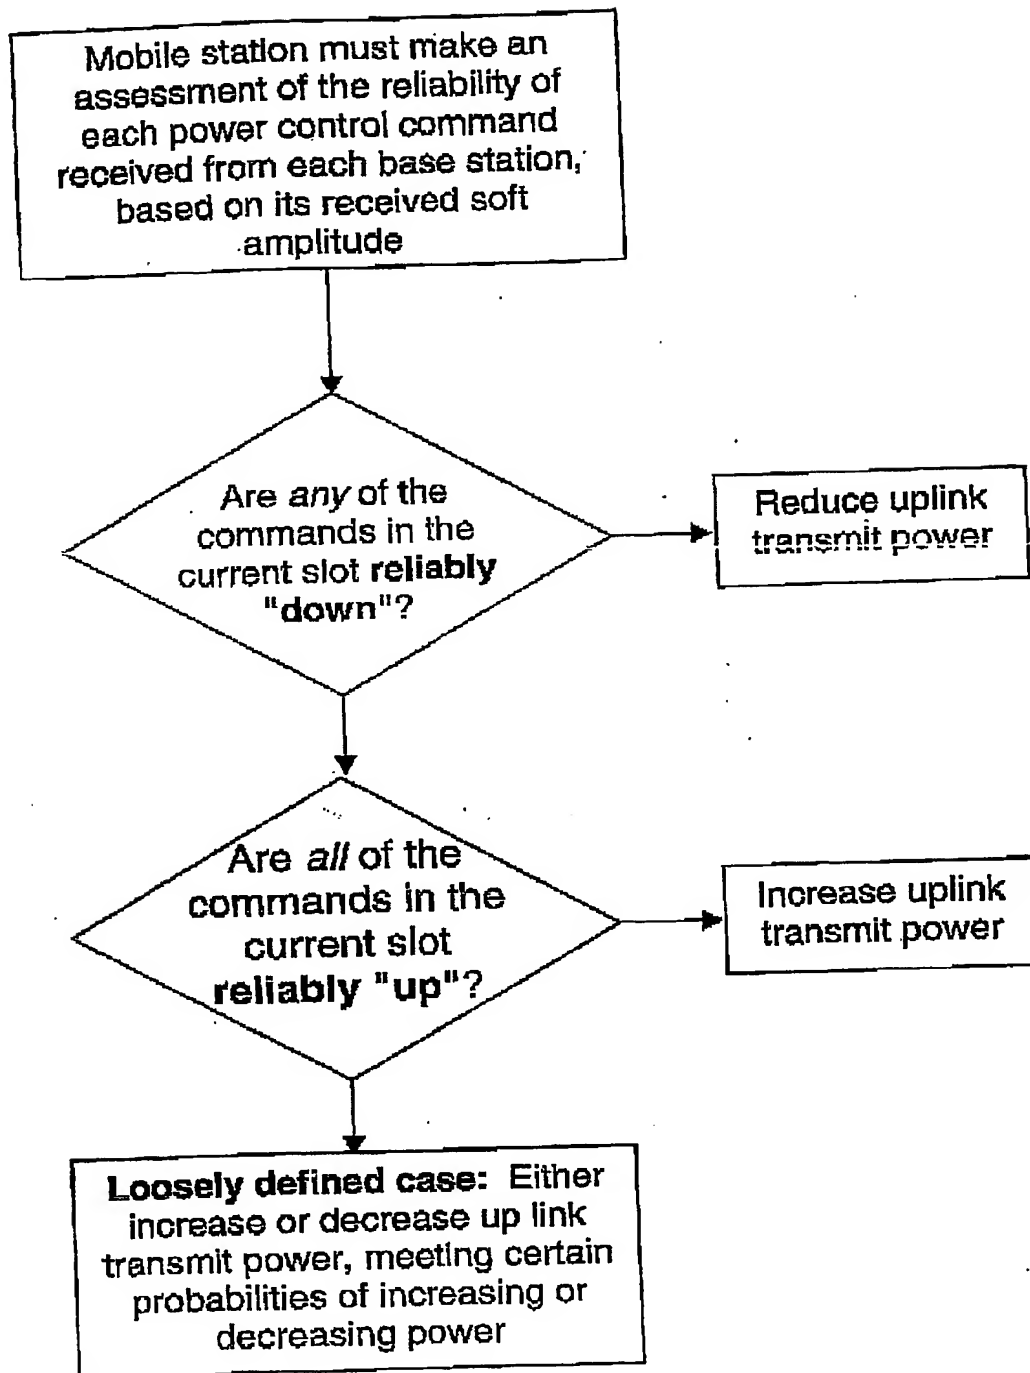 Mobile station must make an
assessment of the reliability of
each power control command
received from each base station,
based on its received soft
amplitude
Are any of the
commands in the
current slot reliably
"down"?
Reduce uplink
transmit power
Are all of the
commands in the
current slot
reliably "up"?
Increase uplink
transmit power
Loosely defined case: Either
increase or decrease up link
transmit power, meeting certain
probabilities of increasing or
decreasing power